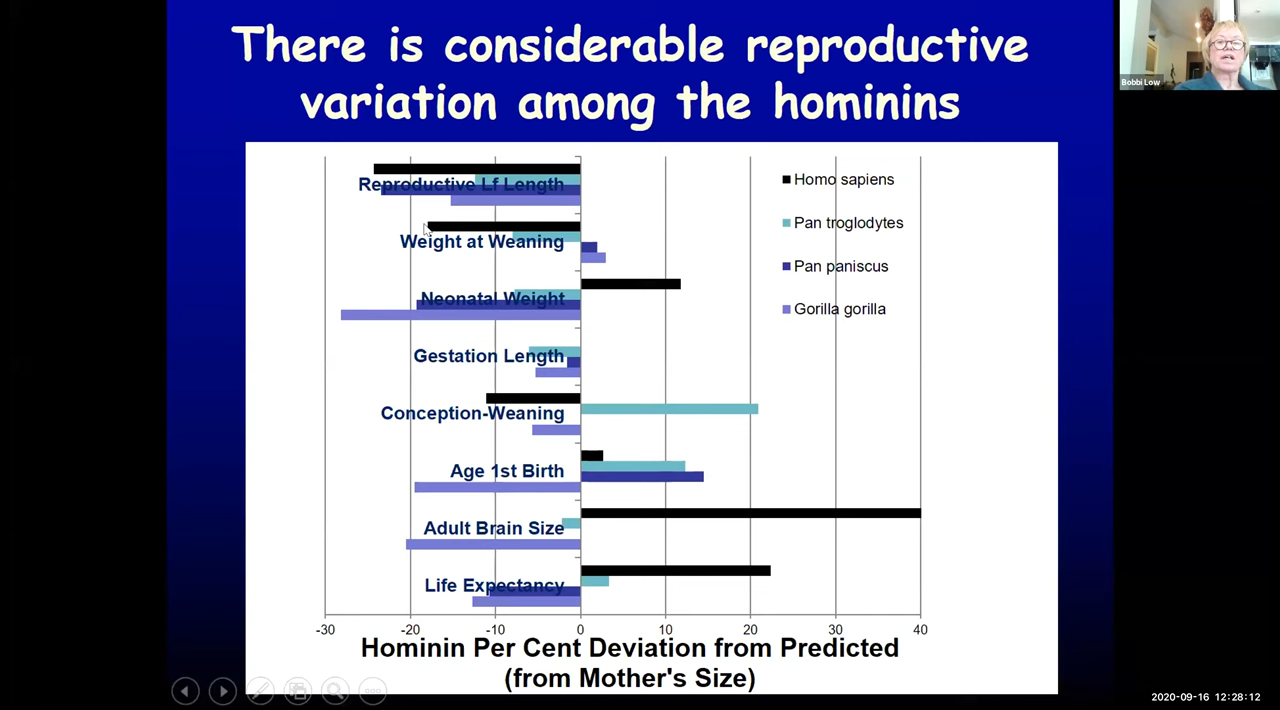 There is considerable reproductive
variation among the hominins
Bobbi Low
Reproductive Lf Length
Weight at Weaning
Neonatal Weight
Gestation Length
Conception-Weaning
Age 1st Birth
Adult Brain Size
Life Expectancy
Homo sapiens
Pan troglodytes
Pan paniscus
Gorilla gorilla
-30 -20 -10 0 10 20 30 40
Hominin Per Cent Deviation from Predicted
(from Mother's Size)
2020-09-16 12:28:12